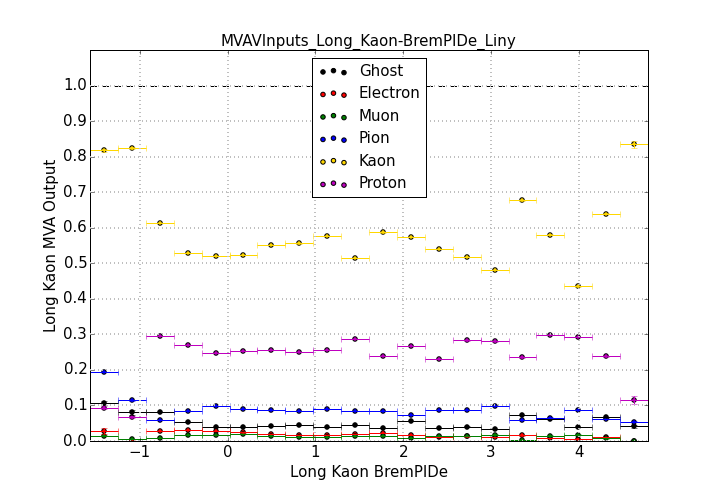 MVAVInputs_Long_Kaon-BremPIDe_Liny
Ghost
Electron
Muon
Pion
Kaon
Proton
Long Kaon MVA Output
1.0
0.9
0.8
0.7
0.6
0.5
0.4
0.3
0.2
0.1
0.0
−1 0 1 2 3 4
Long Kaon BremPIDe